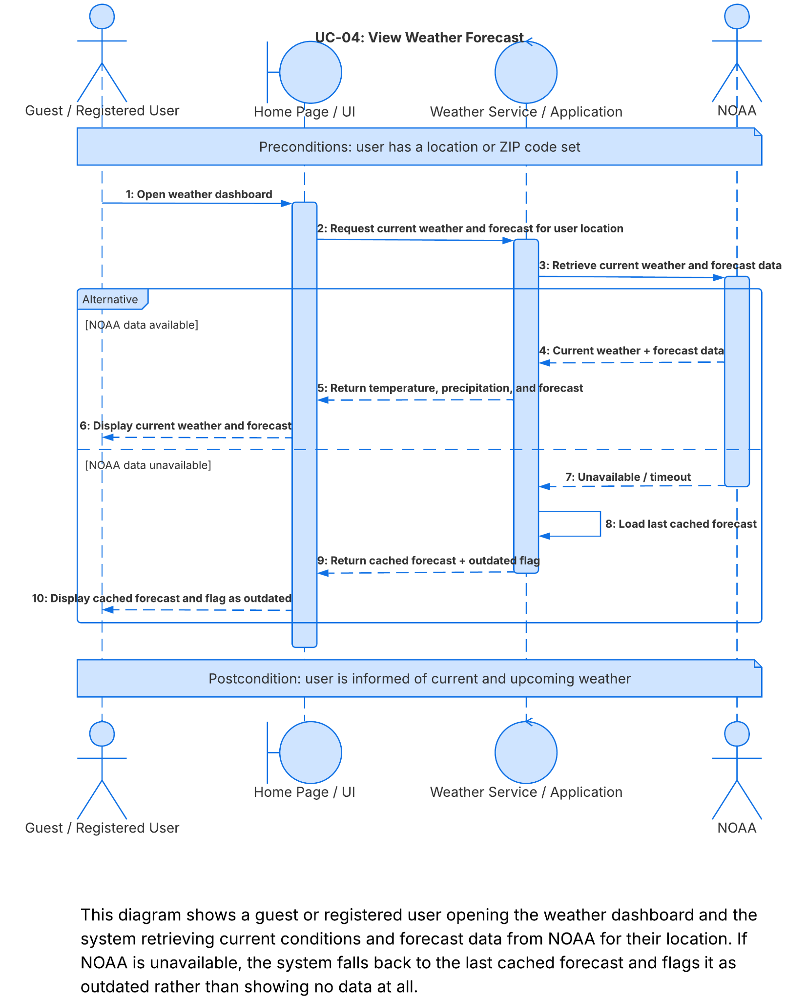 UC-04: View Weather Forecast
Guest / Registered User
Home Page / UI
Weather Service / Application
NOAA
Preconditions: user has a location or ZIP code set
1: Open weather dashboard
2: Request current weather and forecast for user location
3: Retrieve current weather and forecast data
Alternative
[NOAA data available]
4: Current weather + forecast data
5: Return temperature, precipitation, and forecast
6: Display current weather and forecast
[NOAA data unavailable]
7: Unavailable / timeout
8: Load last cached forecast
9: Return cached forecast + outdated flag
10: Display cached forecast and flag as outdated
Postcondition: user is informed of current and upcoming weather
Home Page / UI
Weather Service / Application
Guest / Registered User
NOAA
This diagram shows a guest or registered user opening the weather dashboard and the
system retrieving current conditions and forecast data from NOAA for their location. If
NOAA is unavailable, the system falls back to the last cached forecast and flags it as
outdated rather than showing no data at all.